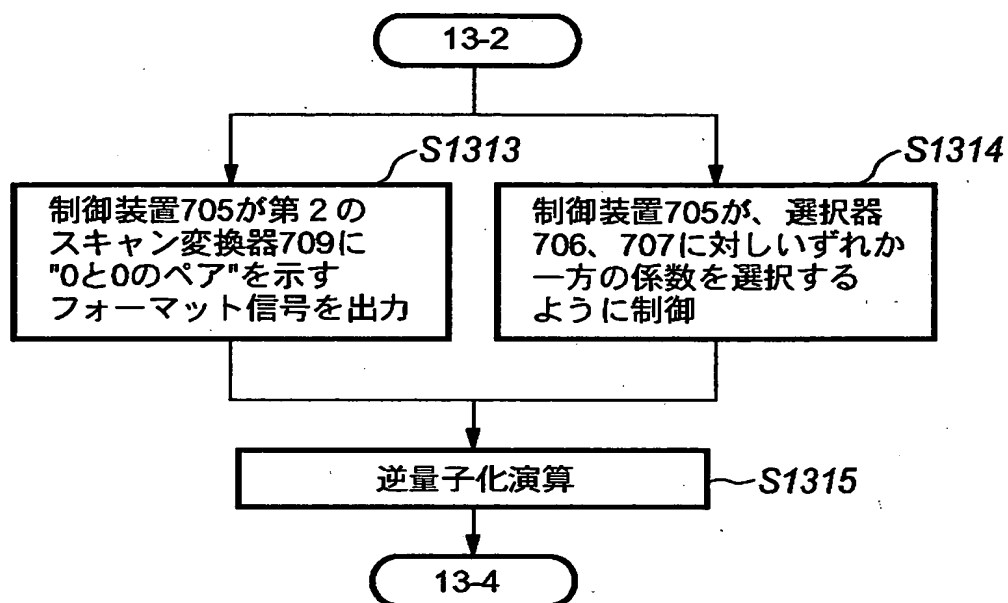 13-2
S1313
制御装置705が第2の
スキャン変換器709に
"0と0のペア"を示す
フォーマット信号を出力
S1314
制御装置705が、選択器
706、707に対しいずれか
一方の係数を選択する
ように制御
逆量子化演算
S1315
13-4